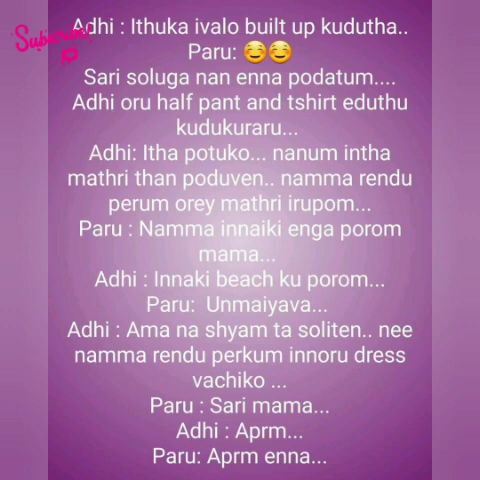 Subscribe
Adhi : Ithuka ivalo built up kudutha..
Paru: ☺️☺️
Sari soluga nan enna podatum....
Adhi oru half pant and tshirt eduthu
kudukuraru...
Adhi: Itha potuko... nanum intha
mathri than poduven.. namma rendu
perum orey mathri irupom...
Paru : Namma innaiki enga porom
mama...
Adhi : Innaki beach ku porom...
Paru:  Unmaiyava...
Adhi : Ama na shyam ta soliten.. nee
namma rendu perkum innoru dress
vachiko ...
Paru : Sari mama...
Adhi : Aprm...
Paru: Aprm enna...